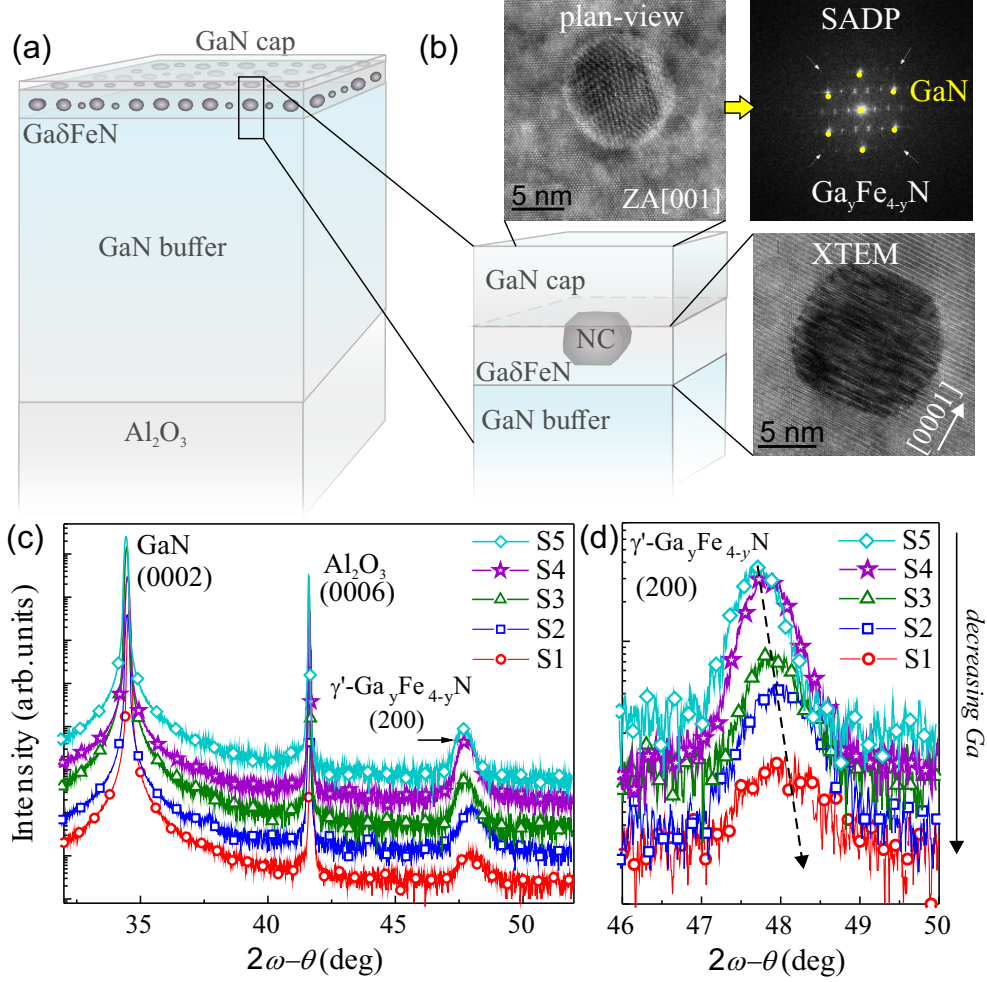 (a)
GaN cap
GaδFeN
GaN buffer
Al₂O₃
(b)
plan-view
5 nm
ZA[001]
SADP
GaN
GayFe4-yN
GaN cap
NC
GaδFeN
GaN buffer
XTEM
5 nm
[0001]
(c)
GaN
(0002)
Al₂O₃
(0006)
γ'-GayFe4-yN
(200)
S5
S4
S3
S2
S1
Intensity (arb.units)
35
40
45
50
2ω–θ (deg)
(d)
γ'-GayFe4-yN
(200)
S5
S4
S3
S2
S1
46
47
48
49
50
2ω–θ (deg)
decreasing Ga